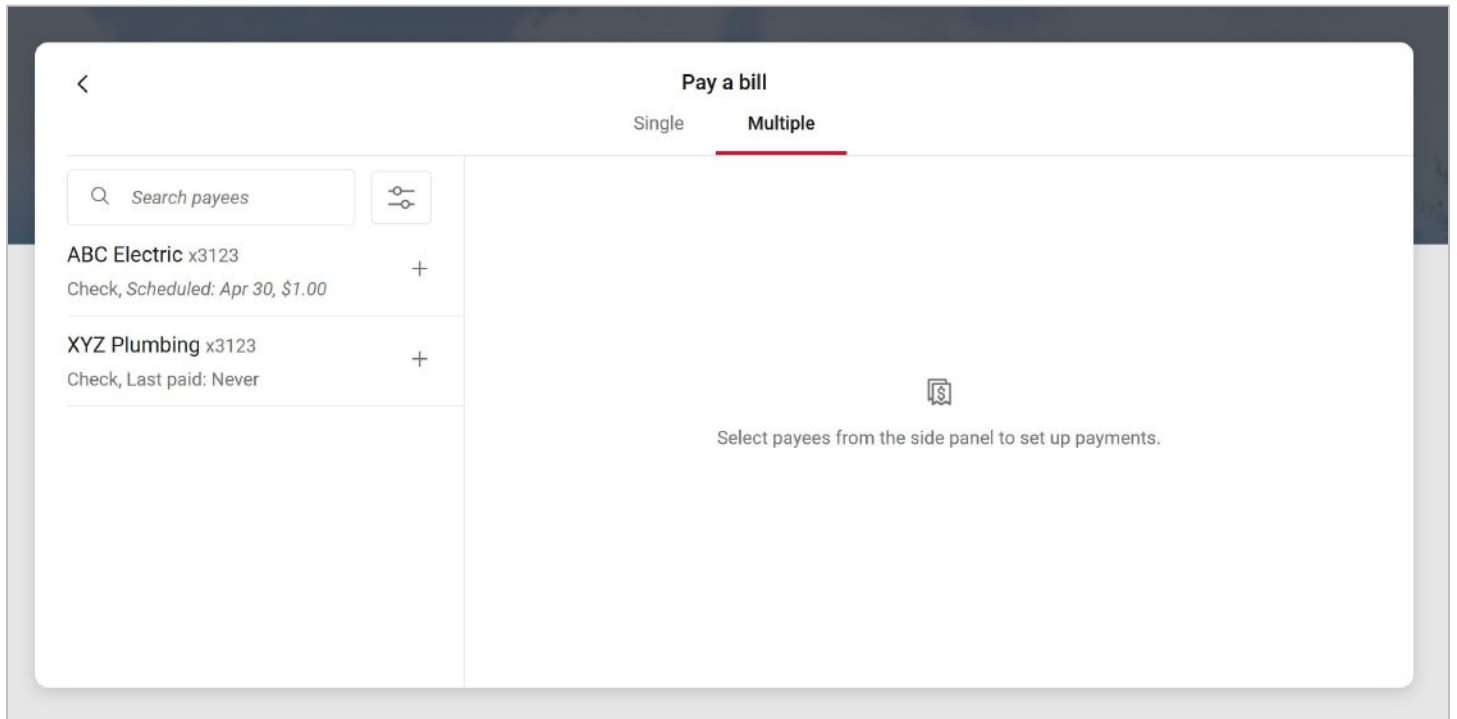 Pay a bill
Single Multiple
Search payees
ABC Electric x3123
Check, Scheduled: Apr 30, $1.00
XYZ Plumbing x3123
Check, Last paid: Never
Select payees from the side panel to set up payments.